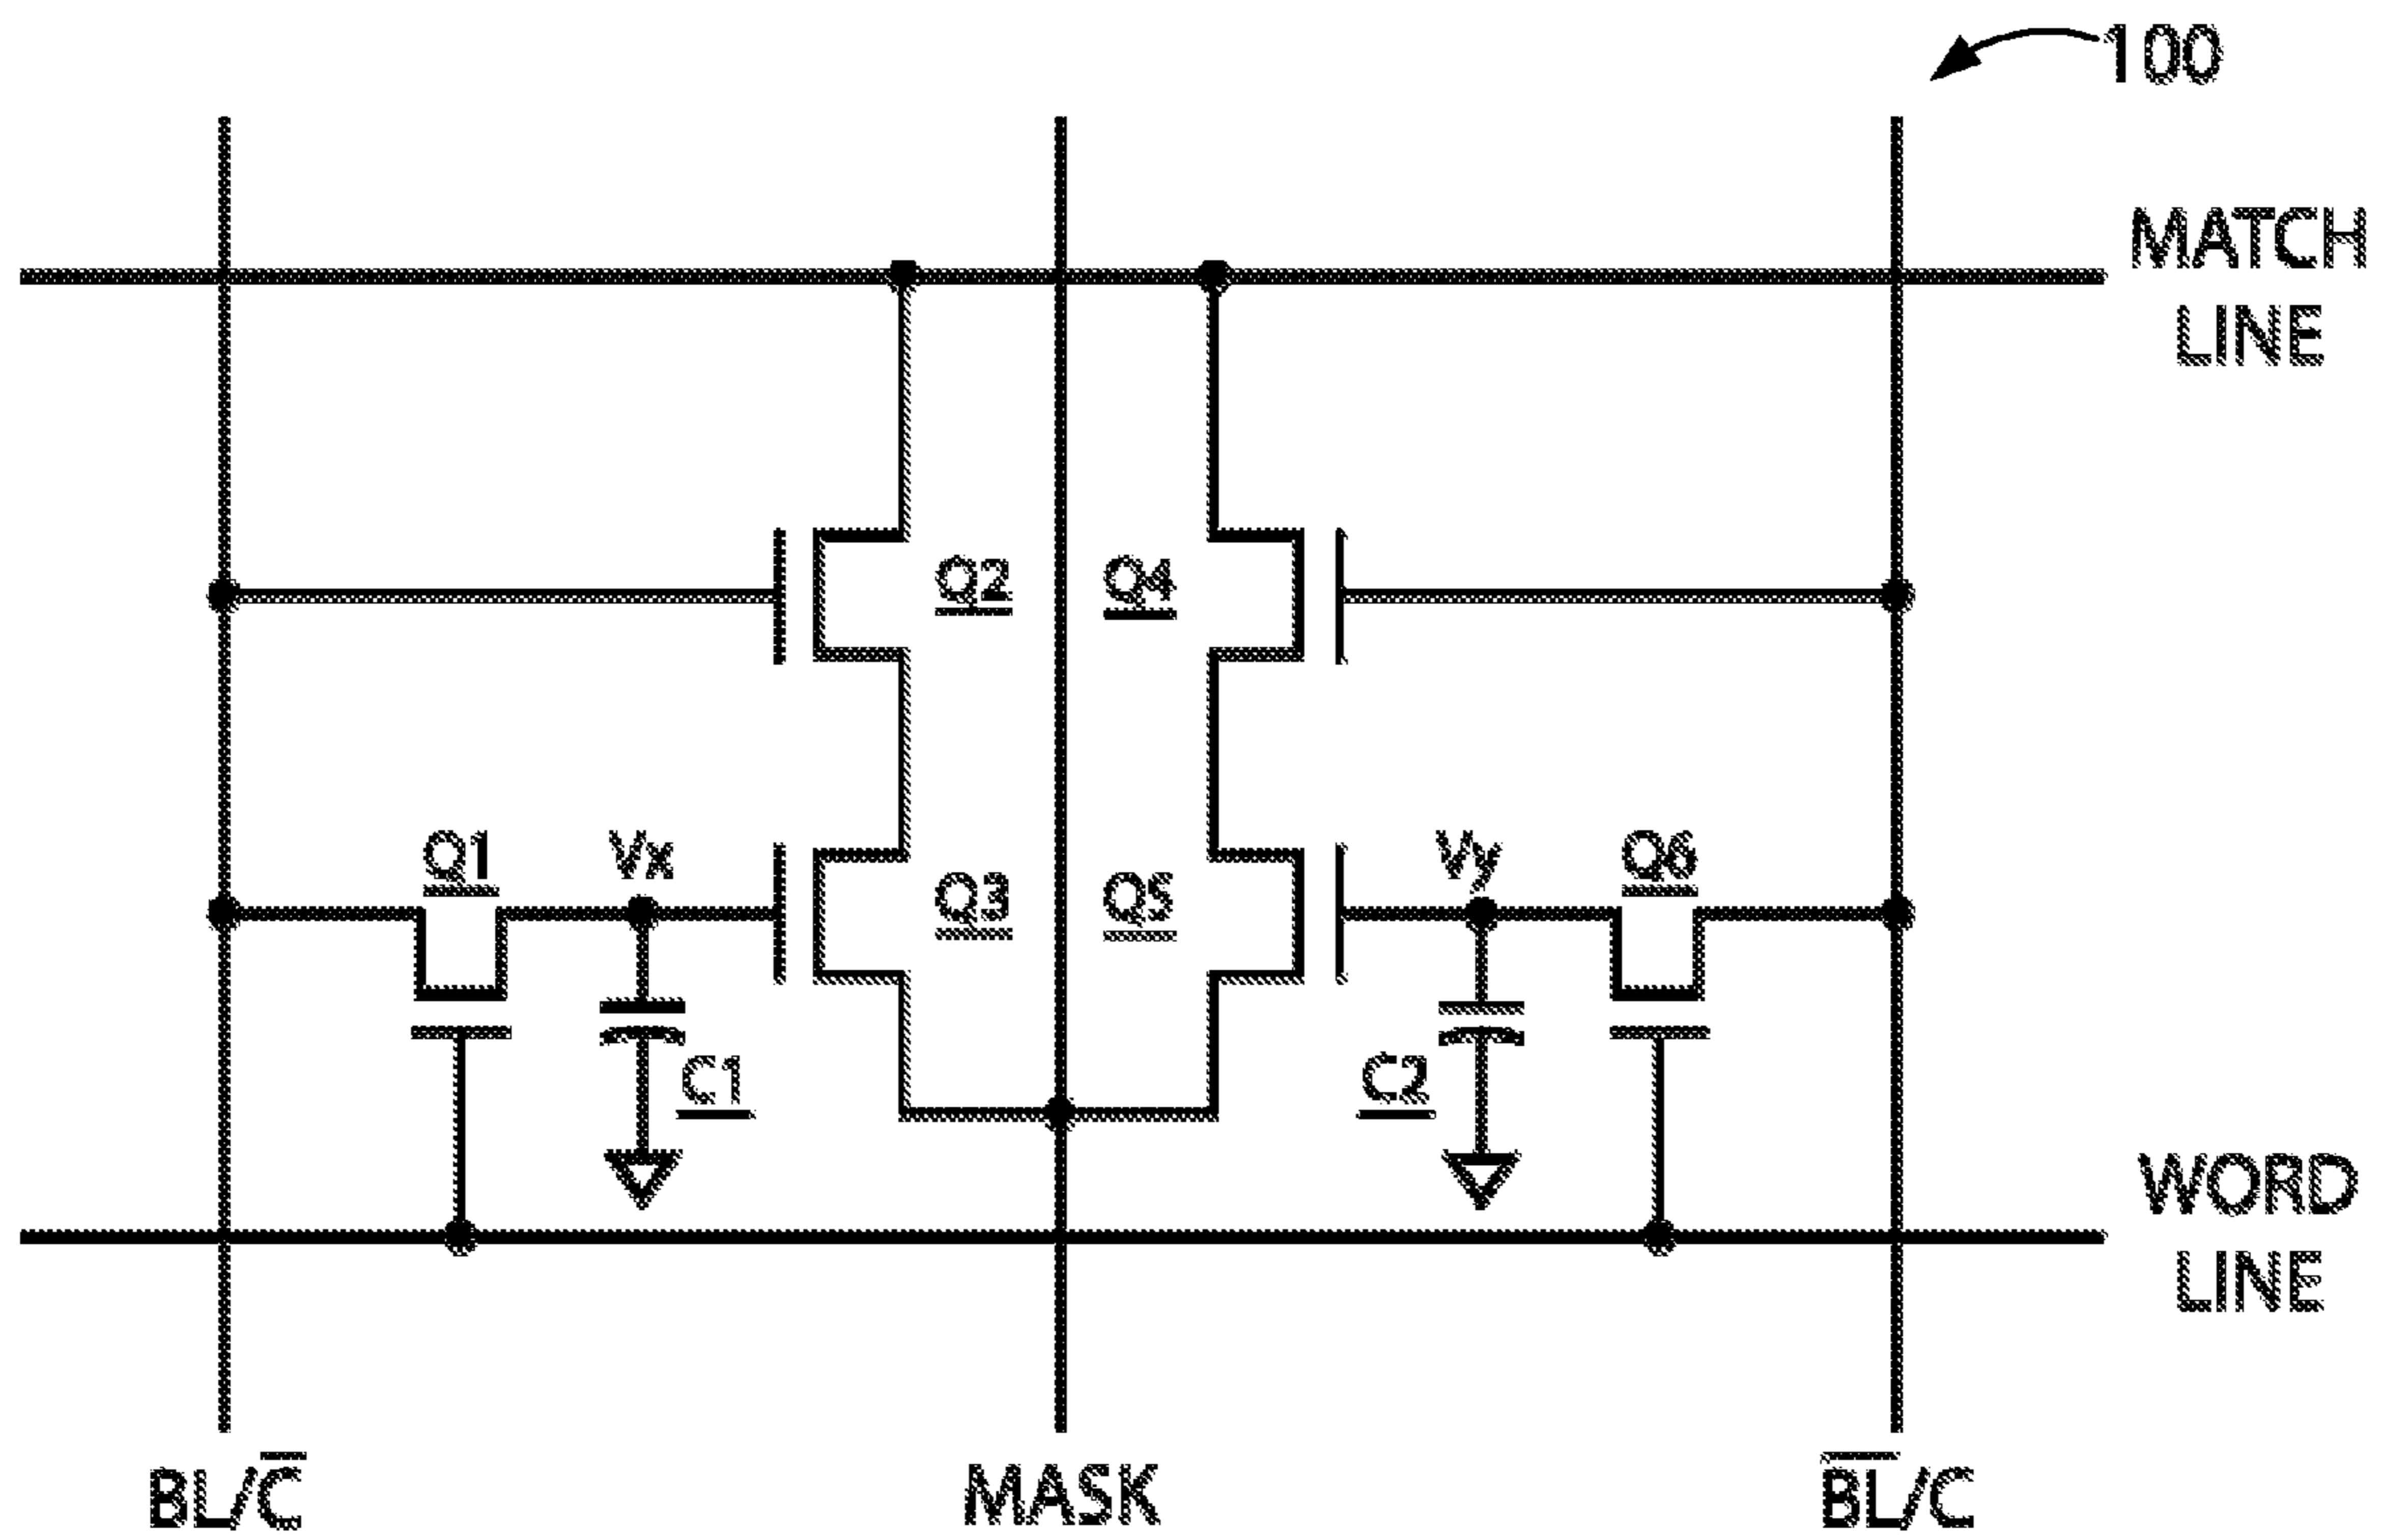 100
MATCH
LINE
Q2
Q4
Q1
Vx
Q3
Q5
Vy
Q6
C1
C2
WORD
LINE
BL/C̅
MASK
B̅L̅/C